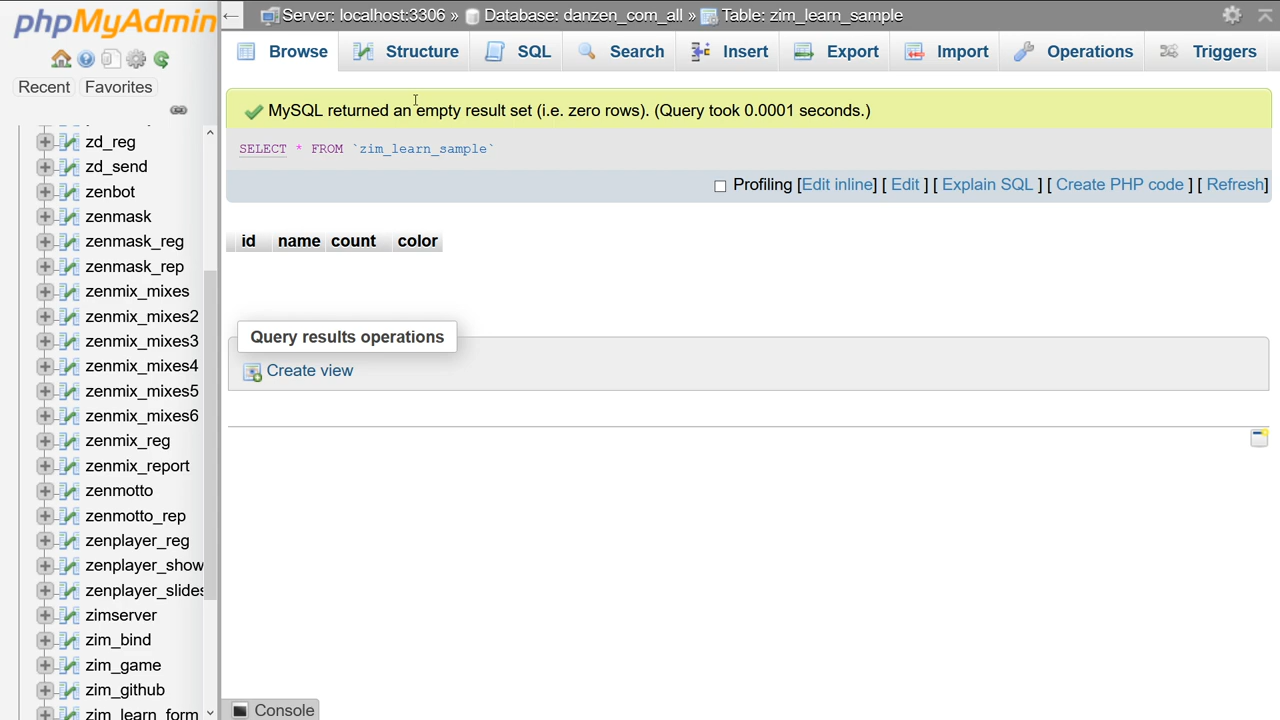 phpMyAdmin
Recent Favorites
zd_reg
zd_send
zenbot
zenmask
zenmask_reg
zenmask_rep
zenmix_mixes
zenmix_mixes2
zenmix_mixes3
zenmix_mixes4
zenmix_mixes5
zenmix_mixes6
zenmix_reg
zenmix_report
zenmotto
zenmotto_rep
zenplayer_reg
zenplayer_show
zenplayer_slides
zimserver
zim_bind
zim_game
zim_github
zim_learn_form
Server: localhost:3306 » Database: danzen_com_all » Table: zim_learn_sample
Browse Structure SQL Search Insert Export Import Operations Triggers
MySQL returned an empty result set (i.e. zero rows). (Query took 0.0001 seconds.)
SELECT * FROM `zim_learn_sample`
Profiling [Edit inline] [ Edit ] [ Explain SQL ] [ Create PHP code ] [ Refresh]
id name count color
Query results operations
Create view
Console